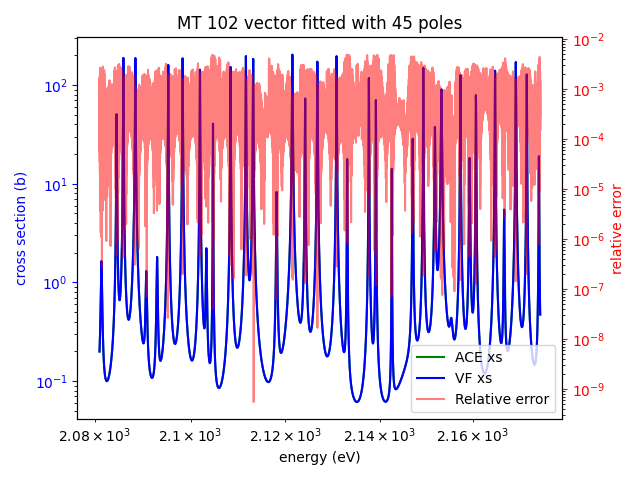 MT 102 vector fitted with 45 poles
cross section (b)
10²
10¹
10⁰
10⁻¹
10⁻²
10⁻³
10⁻⁴
10⁻⁵
10⁻⁶
10⁻⁷
10⁻⁸
10⁻⁹
relative error
ACE xs
VF xs
Relative error
2.08 × 10³ 2.1 × 10³ 2.12 × 10³ 2.14 × 10³ 2.16 × 10³
energy (eV)